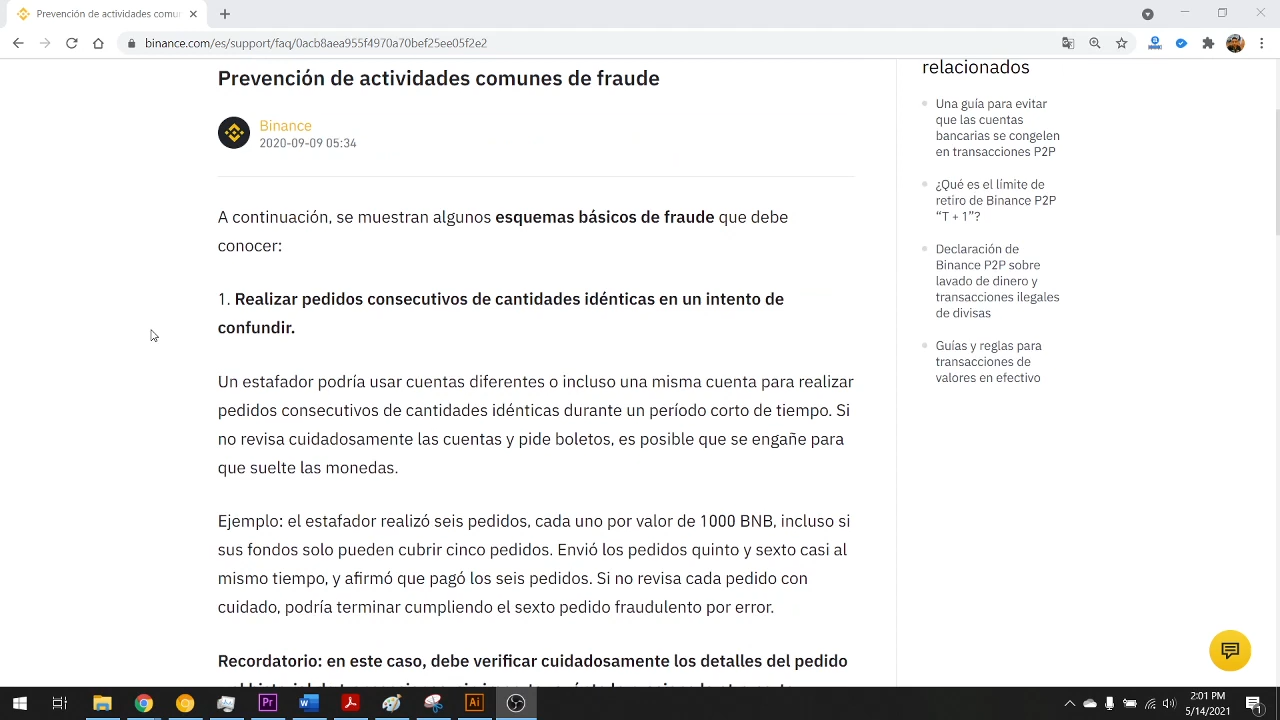 Prevención de actividades comun
binance.com/es/support/faq/0acb8aea955f4970a70bef25ee05f2e2
Prevención de actividades comunes de fraude
Binance
2020-09-09 05:34
A continuación, se muestran algunos esquemas básicos de fraude que debe
conocer:
1. Realizar pedidos consecutivos de cantidades idénticas en un intento de
confundir.
Un estafador podría usar cuentas diferentes o incluso una misma cuenta para realizar
pedidos consecutivos de cantidades idénticas durante un período corto de tiempo. Si
no revisa cuidadosamente las cuentas y pide boletos, es posible que se engañe para
que suelte las monedas.
Ejemplo: el estafador realizó seis pedidos, cada uno por valor de 1000 BNB, incluso si
sus fondos solo pueden cubrir cinco pedidos. Envió los pedidos quinto y sexto casi al
mismo tiempo, y afirmó que pagó los seis pedidos. Si no revisa cada pedido con
cuidado, podría terminar cumpliendo el sexto pedido fraudulento por error.
Recordatorio: en este caso, debe verificar cuidadosamente los detalles del pedido
relacionados
Una guía para evitar
que las cuentas
bancarias se congelen
en transacciones P2P
¿Qué es el límite de
retiro de Binance P2P
“T + 1”?
Declaración de
Binance P2P sobre
lavado de dinero y
transacciones ilegales
de divisas
Guías y reglas para
transacciones de
valores en efectivo
Pr
W
Ai
2:01 PM
5/14/2021
1